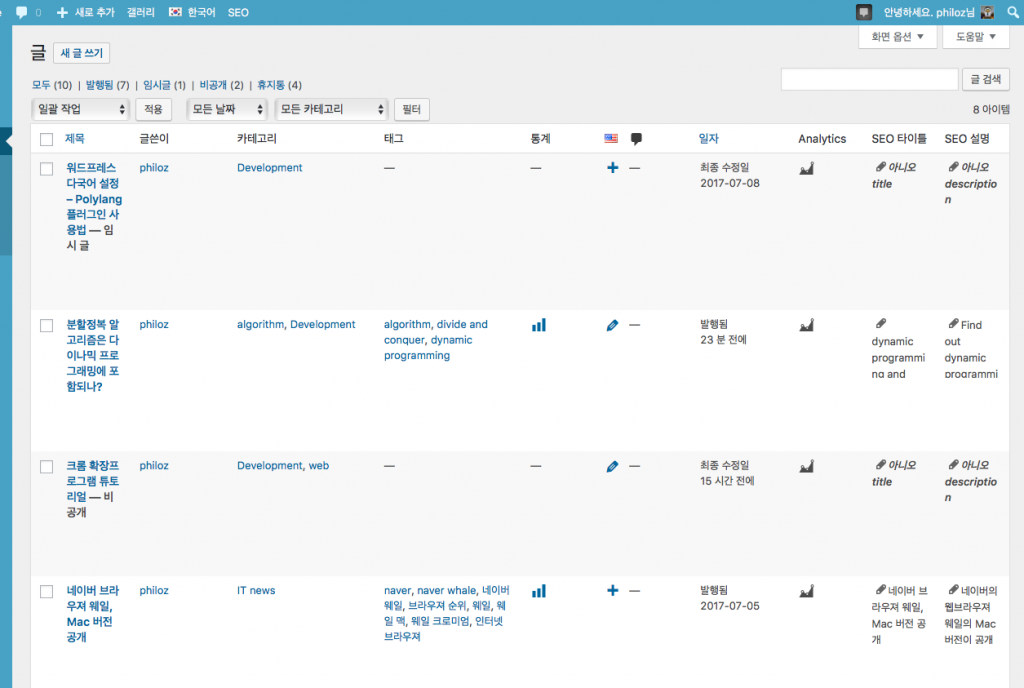 0 새로 추가 갤러리 한국어 SEO 안녕하세요. philoz님
화면 옵션 ▼ 도움말 ▼
글 새 글 쓰기
모두 (10) | 발행됨 (7) | 임시글 (1) | 비공개 (2) | 휴지통 (4)
글 검색
일괄 작업 적용 모든 날짜 모든 카테고리 필터
8 아이템
제목 글쓴이 카테고리 태그 통계 일자 Analytics SEO 타이틀 SEO 설명
워드프레스 다국어 설정 – Polylang 플러그인 사용법 — 임시 글
philoz
Development
—
—
—
최종 수정일
2017-07-08
아니오
title
아니오
descriptio
n
분할정복 알
고리즘은 다
이나믹 프로
그래밍에 포
함되나?
philoz
algorithm, Development
algorithm, divide and
conquer, dynamic
programming
—
발행됨
23 분 전에
dynamic
programmi
ng and
Find
out
dynamic
programmi
크롬 확장프
로그램 튜토
리얼 — 비
공개
philoz
Development, web
—
—
—
최종 수정일
15 시간 전에
아니오
title
아니오
descriptio
n
네이버 브라
우져 웨일,
Mac 버전
공개
philoz
IT news
naver, naver whale, 네이버
웨일, 브라우져 순위, 웨일, 웨
일 맥, 웨일 크로미엄, 인터넷
브라우져
—
발행됨
2017-07-05
네이버 브
라우져 웨일,
Mac 버전 공
개
네이버의
웹브라우져
웨일의 Mac
버전이 공개